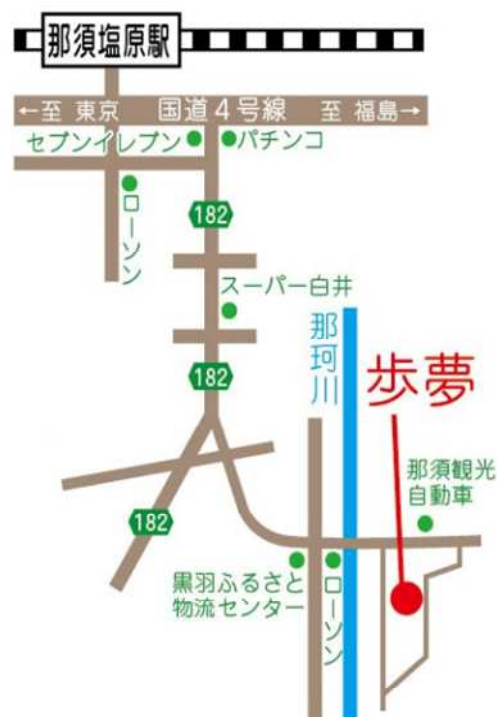 那須塩原駅
←至 東京 国道4号線 至 福島→
セブンイレブン
パチンコ
ローソン
182
スーパー白井
那珂川
182
歩夢
那須観光
自動車
182
黒羽ふるさと
物流センター
ローソン